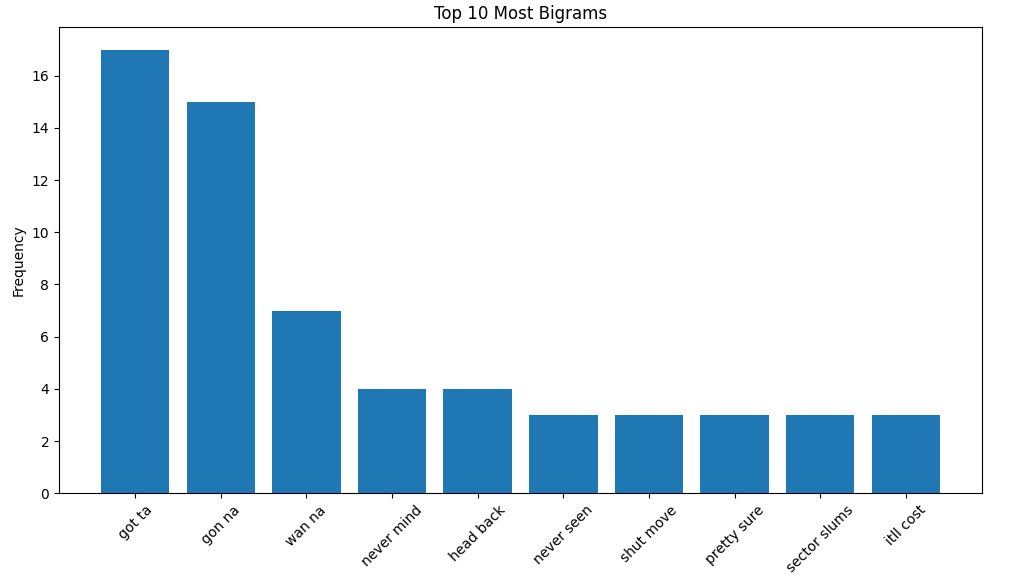 Top 10 Most Bigrams
Frequency
16
14
12
10
8
6
4
2
0
got ta
gon na
wan na
never mind
head back
never seen
shut move
pretty sure
sector slums
itll cost